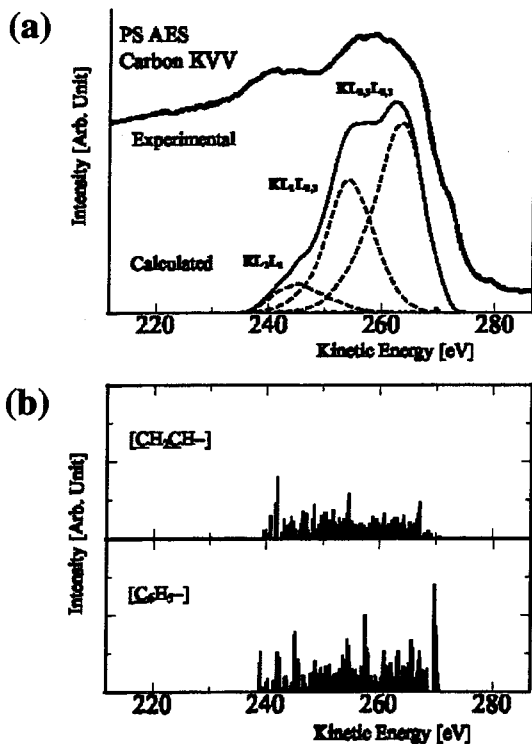 (a)
PS AES
Carbon KVV
Intensity [Arb. Unit]
Experimental
Calculated
KL₂,₃L₂,₃
KL₁L₂,₃
KL₁L₁
220
240
260
280
Kinetic Energy [eV]
(b)
Intensity [Arb. Unit]
[CH₂CH–]
[C₆H₅–]
220
240
260
280
Kinetic Energy [eV]